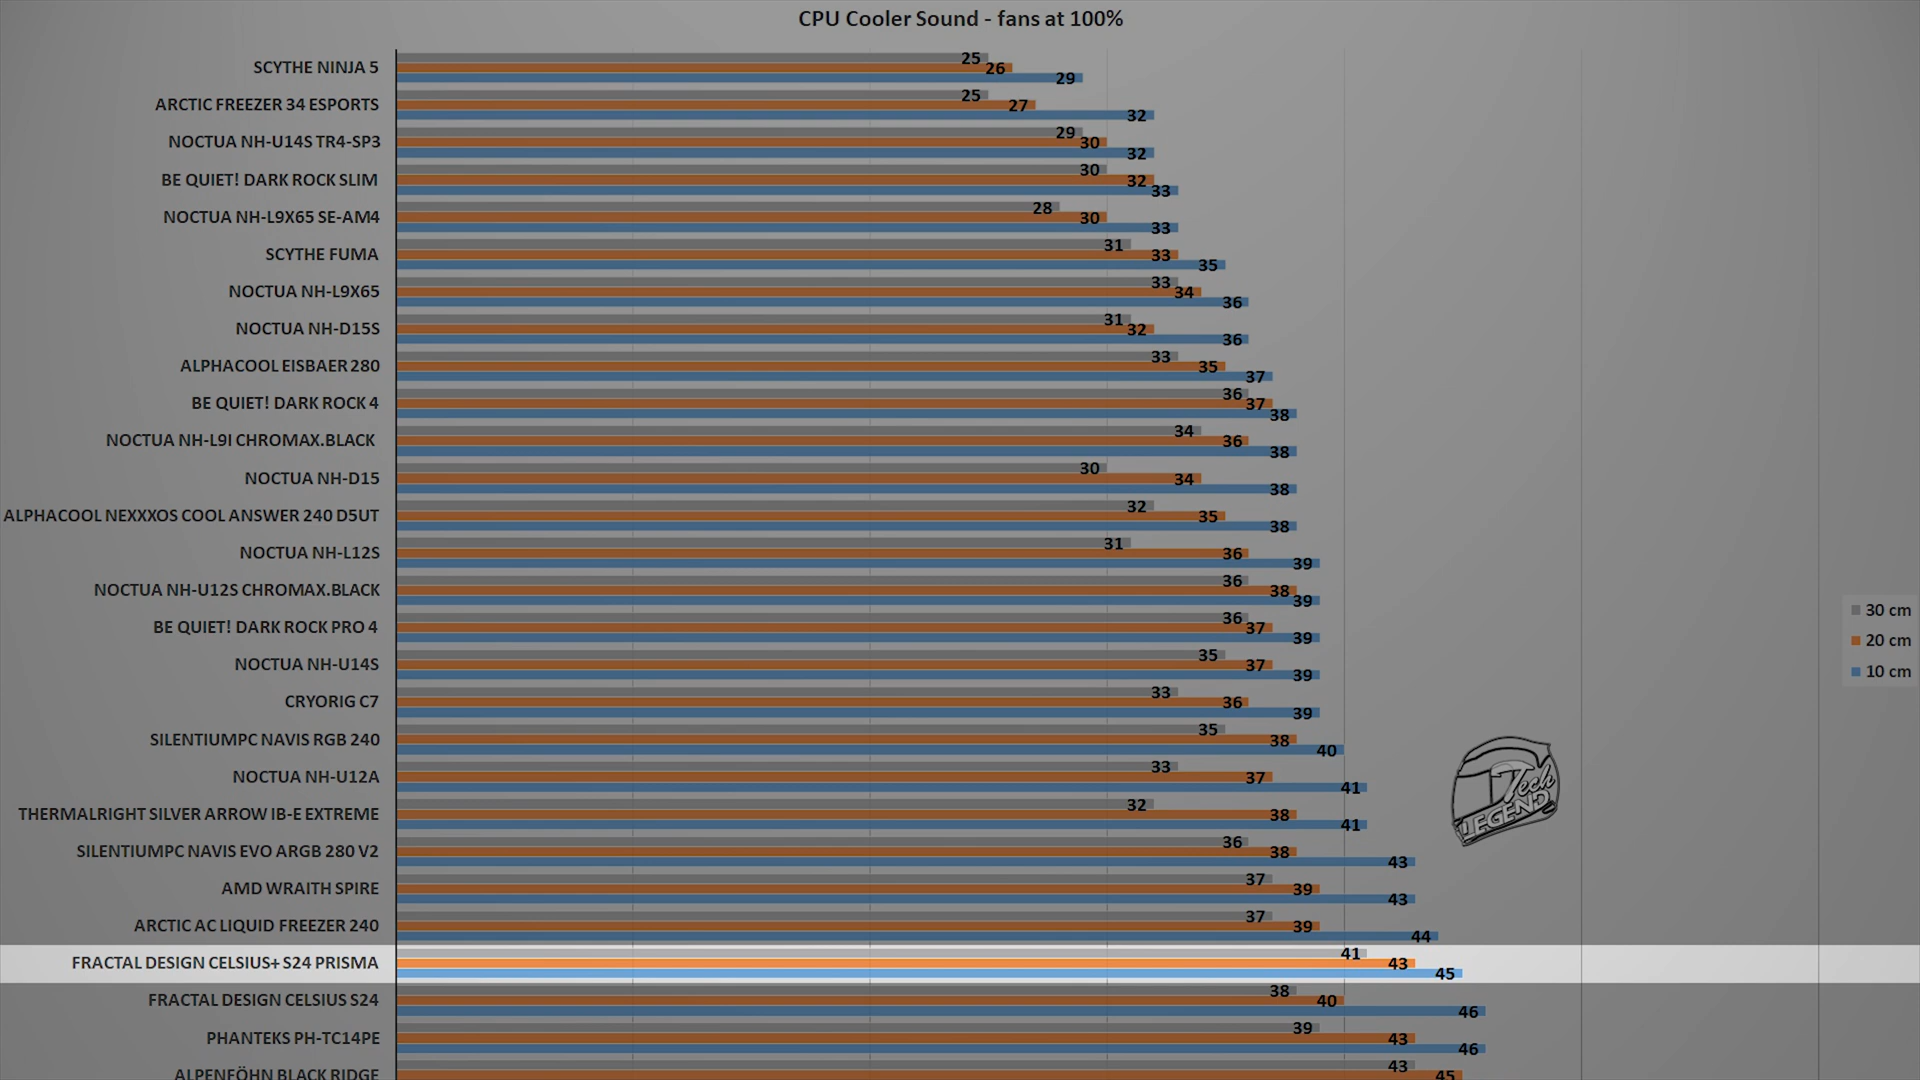 CPU Cooler Sound - fans at 100%
SCYTHE NINJA 5
25
26
29
ARCTIC FREEZER 34 ESPORTS
25
27
32
NOCTUA NH-U14S TR4-SP3
29
30
32
BE QUIET! DARK ROCK SLIM
30
32
33
NOCTUA NH-L9X65 SE-AM4
28
30
33
SCYTHE FUMA
31
33
35
NOCTUA NH-L9X65
33
34
36
NOCTUA NH-D15S
31
32
36
ALPHACOOL EISBAER 280
33
35
37
BE QUIET! DARK ROCK 4
36
37
38
NOCTUA NH-L9I CHROMAX.BLACK
34
36
38
NOCTUA NH-D15
30
34
38
ALPHACOOL NEXXXOS COOL ANSWER 240 D5UT
32
35
38
NOCTUA NH-L12S
31
36
39
NOCTUA NH-U12S CHROMAX.BLACK
36
38
39
BE QUIET! DARK ROCK PRO 4
36
37
39
NOCTUA NH-U14S
35
37
39
CRYORIG C7
33
36
39
SILENTIUMPC NAVIS RGB 240
35
38
40
NOCTUA NH-U12A
33
37
41
THERMALRIGHT SILVER ARROW IB-E EXTREME
32
38
41
SILENTIUMPC NAVIS EVO ARGB 280 V2
36
38
43
AMD WRAITH SPIRE
37
39
43
ARCTIC AC LIQUID FREEZER 240
37
39
44
FRACTAL DESIGN CELSIUS+ S24 PRISMA
41
43
45
FRACTAL DESIGN CELSIUS S24
38
40
46
PHANTEKS PH-TC14PE
39
43
46
ALPENFÖHN BLACK RIDGE
43
45
30 cm
20 cm
10 cm
Tech
LEGEND